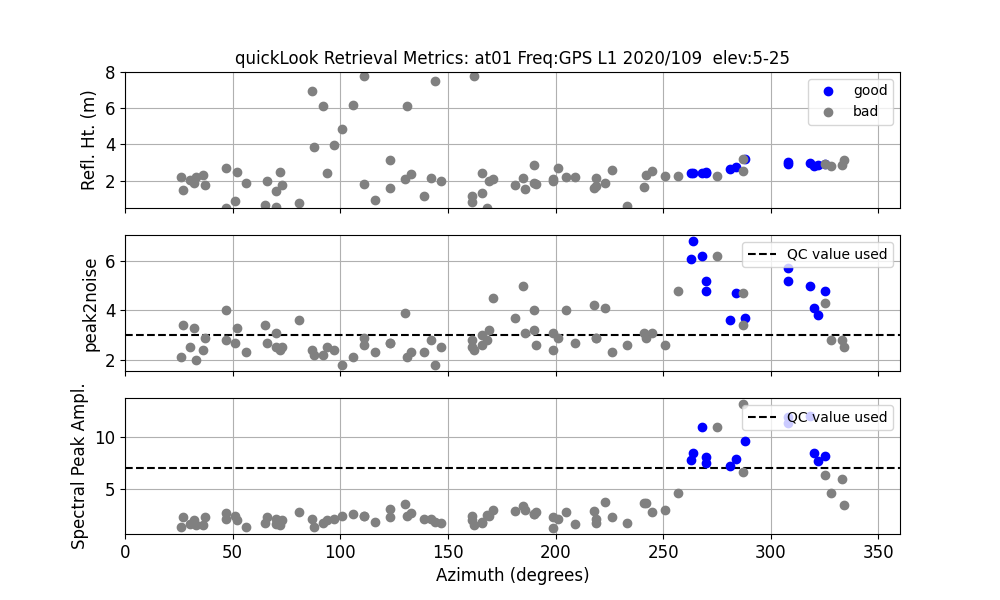 quickLook Retrieval Metrics: at01 Freq:GPS L1 2020/109  elev:5-25
Refl. Ht. (m)
8
6
4
2
good
bad
peak2noise
6
4
2
QC value used
Spectral Peak Ampl.
10
5
QC value used
0 50 100 150 200 250 300 350
Azimuth (degrees)